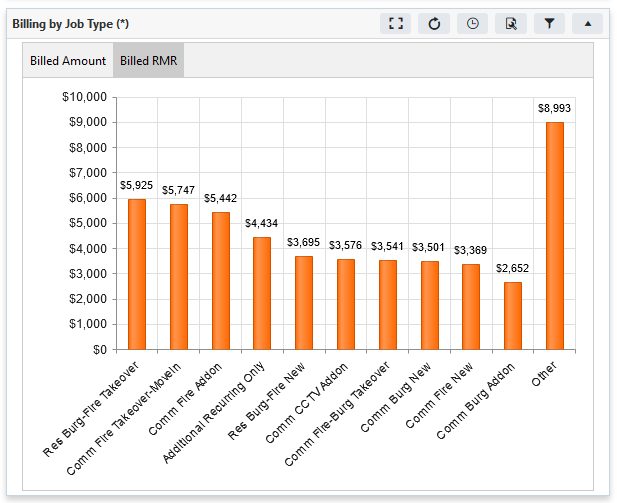 Billing by Job Type (*)
Billed Amount Billed RMR
$10,000
$9,000
$8,000
$7,000
$6,000
$5,000
$4,000
$3,000
$2,000
$1,000
$0
$5,925
$5,747
$5,442
$4,434
$3,695
$3,576
$3,541
$3,501
$3,369
$2,652
$8,993
Res Burg-Fire Takeover
Comm Fire Takeover-MoveIn
Comm Fire Addon
Additional Recurring Only
Res Burg-Fire New
Comm CCTV Addon
Comm Fire-Burg Takeover
Comm Burg New
Comm Fire New
Comm Burg Addon
Other